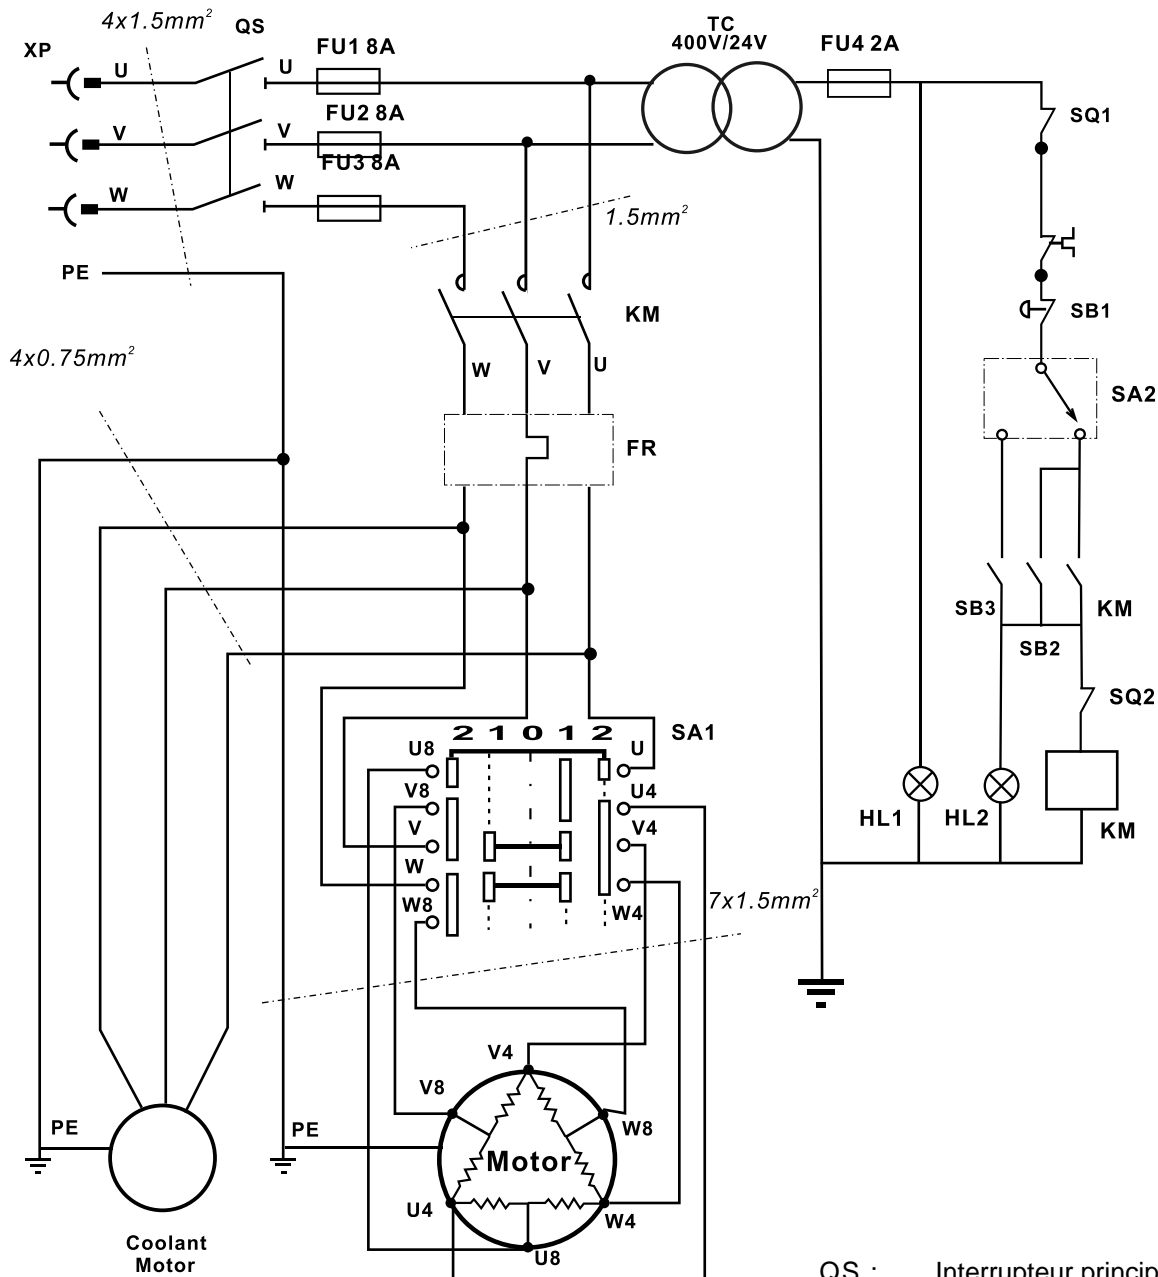 4x1.5mm²
QS
XP
U
U
FU1 8A
TC
400V/24V
FU4 2A
SQ1
V
V
FU2 8A
FU3 8A
W
W
1.5mm²
PE
KM
SB1
4x0.75mm²
W
V
U
SA2
FR
SB3
KM
SB2
SQ2
2 1 0 1 2
SA1
U8
U
V8
U4
V
V4
W
W8
W4
HL1
HL2
KM
7x1.5mm²
V4
V8
W8
PE
PE
Motor
U4
W4
U8
Coolant
Motor
QS : Interrupteur princip